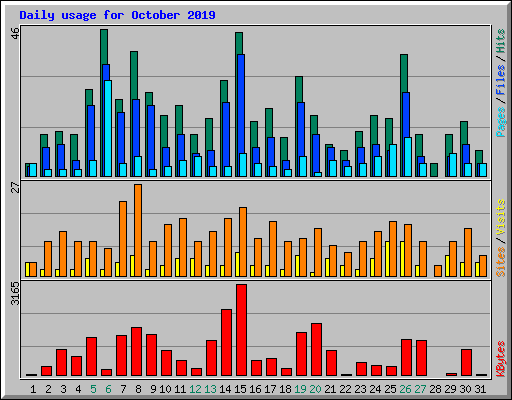 Daily usage for October 2019
46
Pages / Files / Hits
27
Sites / Visits
3165
KBytes
1 2 3 4 5 6 7 8 9 10 11 12 13 14 15 16 17 18 19 20 21 22 23 24 25 26 27 28 29 30 31